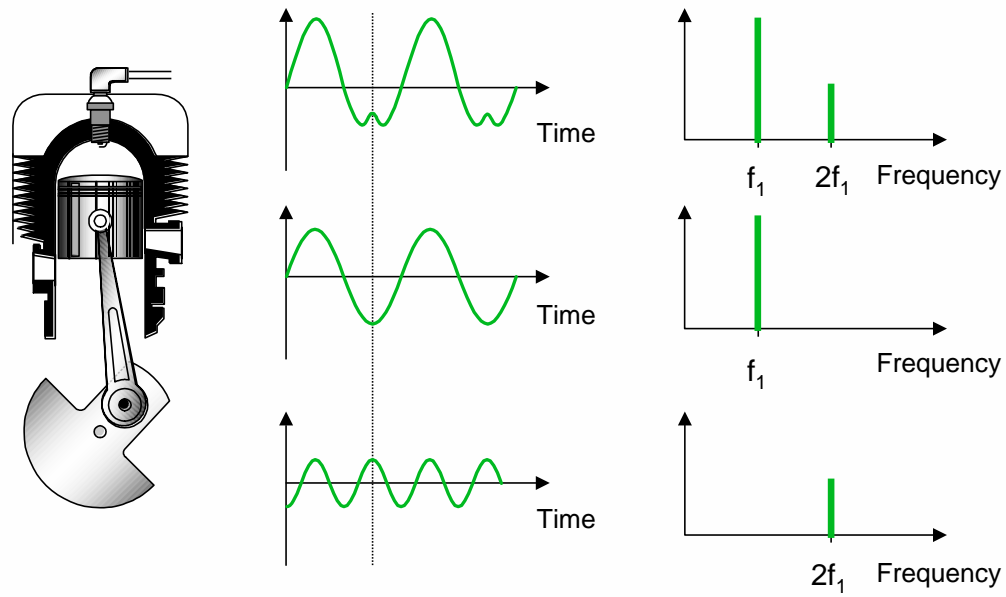 Time
f₁ 2f₁ Frequency
Time
Frequency
f₁
Time
2f₁ Frequency